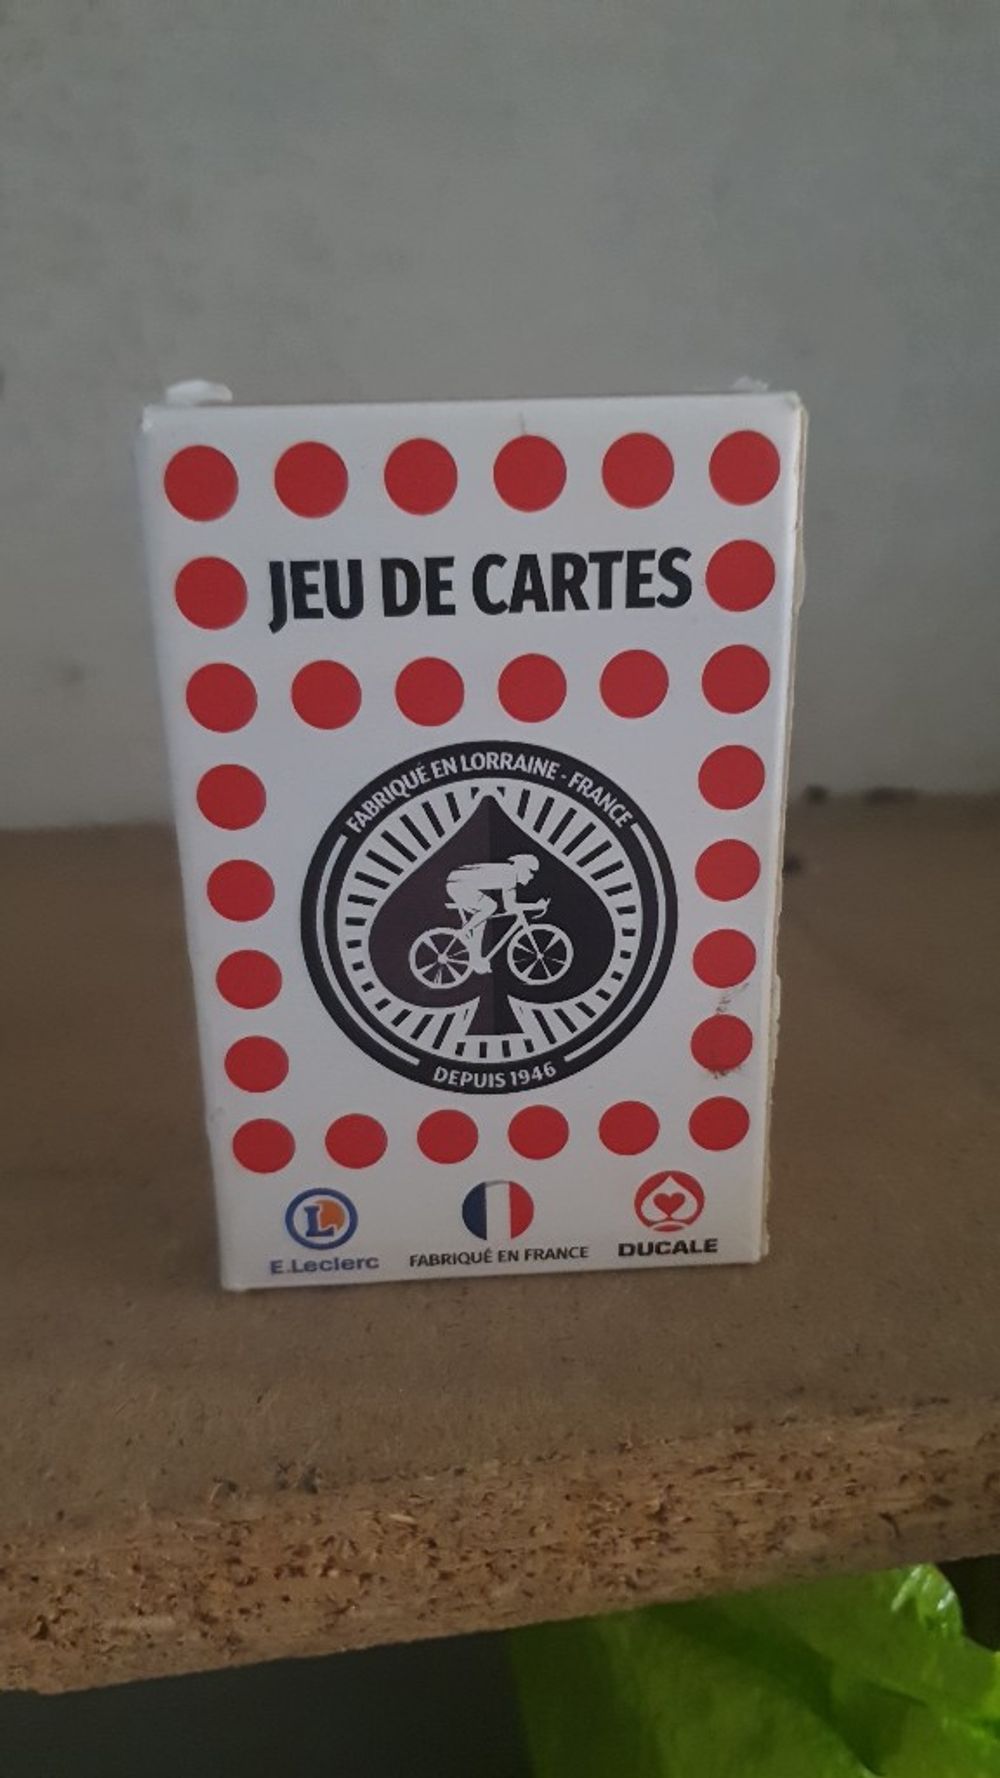 JEU DE CARTES
FABRIQUÉ EN LORRAINE - FRANCE
DEPUIS 1946
L
E.Leclerc
FABRIQUÉ EN FRANCE
DUCALE